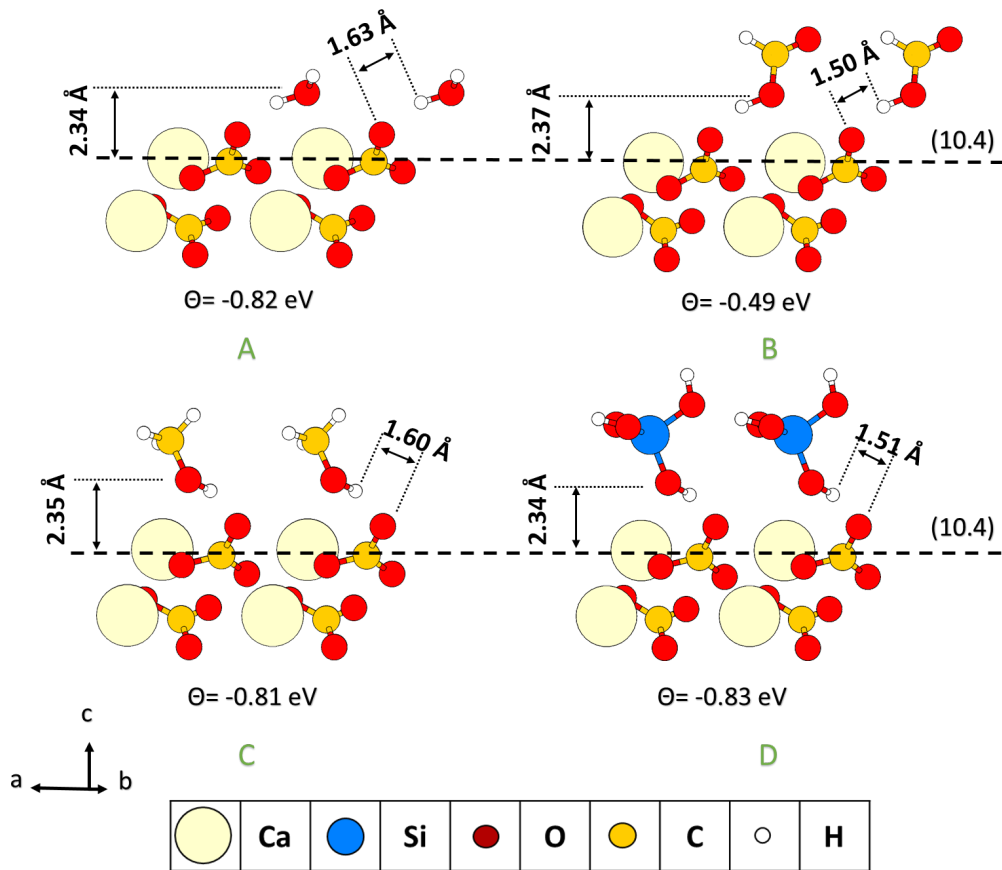 1.63 Å
2.34 Å
1.50 Å
2.37 Å
(10.4)
Θ= -0.82 eV
Θ= -0.49 eV
A
B
1.60 Å
2.35 Å
1.51 Å
2.34 Å
(10.4)
Θ= -0.81 eV
Θ= -0.83 eV
C
D
c
a
b
Ca Si O C H